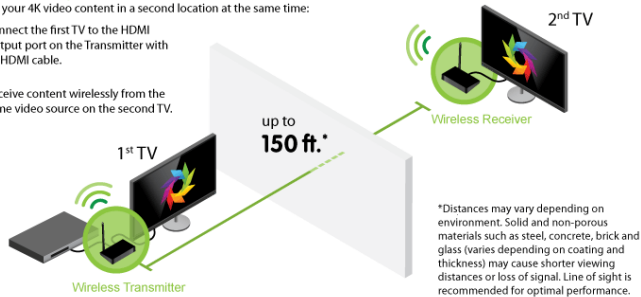 your 4K video content in a second location at the same time:
nnect the first TV to the HDMI
tput port on the Transmitter with
HDMI cable.
ceive content wirelessly from the
me video source on the second TV.
2nd TV
Wireless Receiver
up to
150 ft.*
1st TV
Wireless Transmitter
*Distances may vary depending on
environment. Solid and non-porous
materials such as steel, concrete, brick and
glass (varies depending on coating and
thickness) may cause shorter viewing
distances or loss of signal. Line of sight is
recommended for optimal performance.